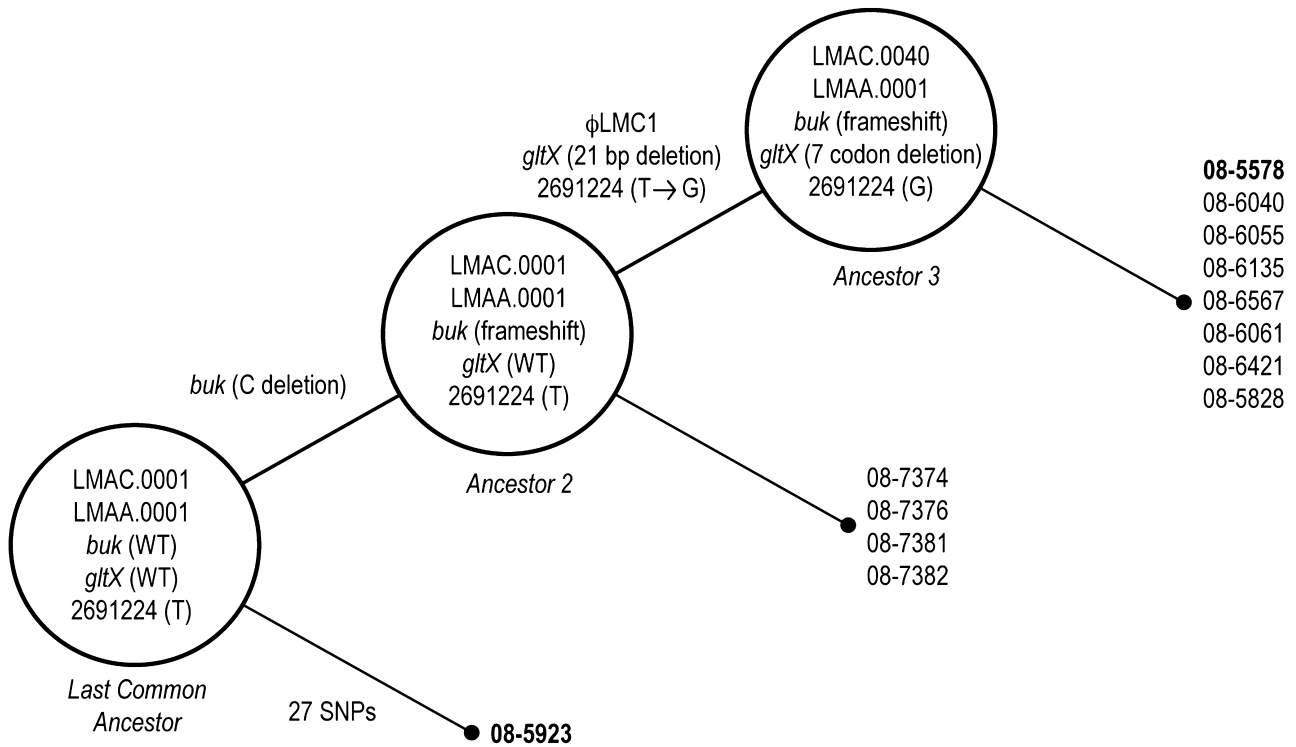 LMAC.0040
LMAA.0001
buk (frameshift)
gltX (7 codon deletion)
2691224 (G)
Ancestor 3
ϕLMC1
gltX (21 bp deletion)
2691224 (T→G)
08-5578
08-6040
08-6055
08-6135
08-6567
08-6061
08-6421
08-5828
LMAC.0001
LMAA.0001
buk (frameshift)
gltX (WT)
2691224 (T)
Ancestor 2
buk (C deletion)
08-7374
08-7376
08-7381
08-7382
LMAC.0001
LMAA.0001
buk (WT)
gltX (WT)
2691224 (T)
Last Common
Ancestor
27 SNPs
08-5923